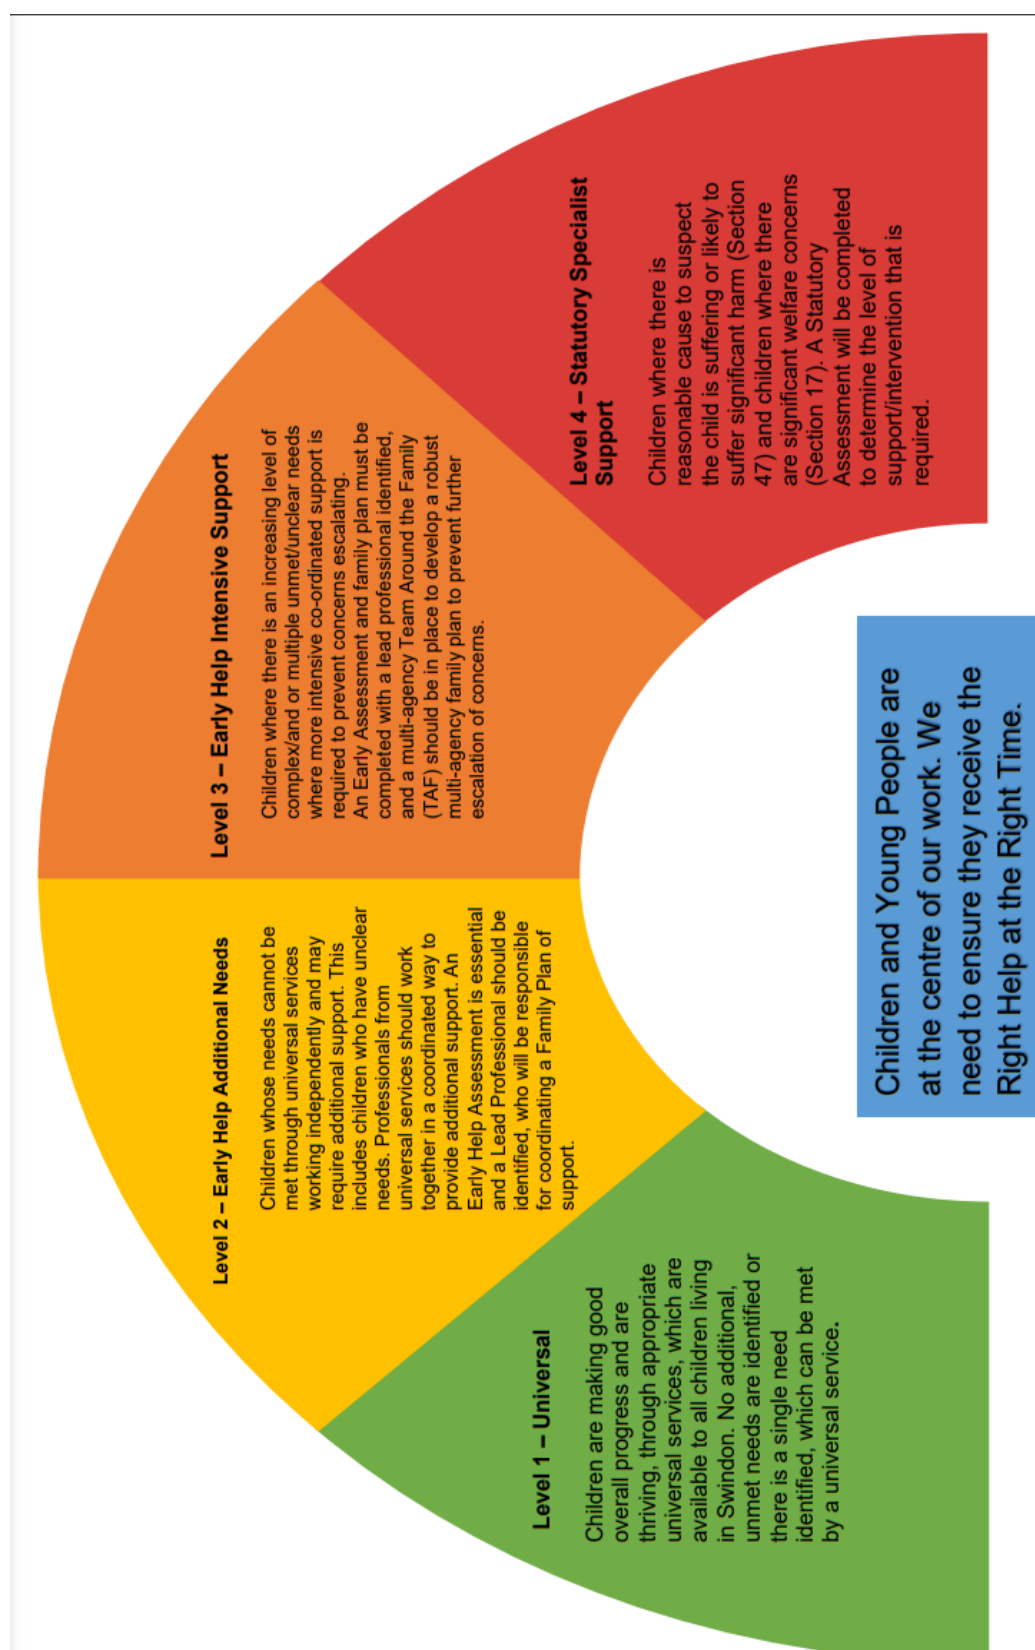 Level 1 – Universal
Children are making good
overall progress and are
thriving, through appropriate
universal services, which are
available to all children living
in Swindon. No additional,
unmet needs are identified or
there is a single need
identified, which can be met
by a universal service.
Level 2 – Early Help Additional Needs
Children whose needs cannot be
met through universal services
working independently and may
require additional support. This
includes children who have unclear
needs. Professionals from
universal services should work
together in a coordinated way to
provide additional support. An
Early Help Assessment is essential
and a Lead Professional should be
identified, who will be responsible
for coordinating a Family Plan of
support.
Level 3 – Early Help Intensive Support
Children where there is an increasing level of
complex/and or multiple unmet/unclear needs
where more intensive co-ordinated support is
required to prevent concerns escalating.
An Early Assessment and family plan must be
completed with a lead professional identified,
and a multi-agency Team Around the Family
(TAF) should be in place to develop a robust
multi-agency family plan to prevent further
escalation of concerns.
Level 4 – Statutory Specialist
Support
Children where there is
reasonable cause to suspect
the child is suffering or likely to
suffer significant harm (Section
47) and children where there
are significant welfare concerns
(Section 17). A Statutory
Assessment will be completed
to determine the level of
support/intervention that is
required.
Children and Young People are
at the centre of our work. We
need to ensure they receive the
Right Help at the Right Time.